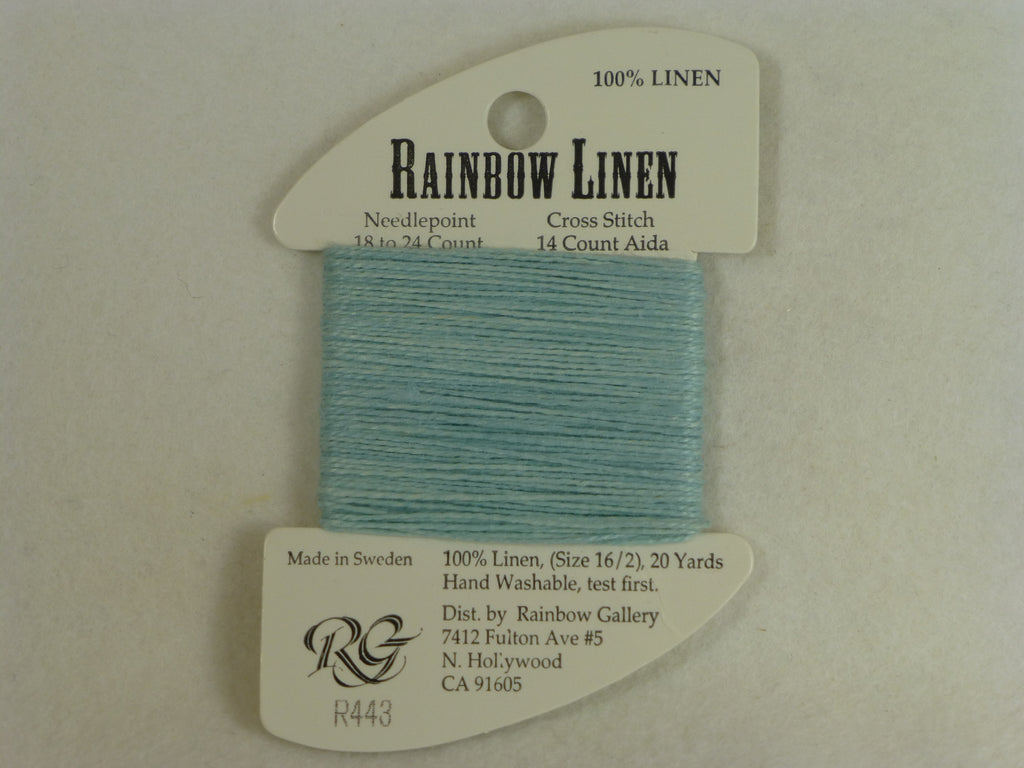 100% LINEN
RAINBOW LINEN
Needlepoint Cross Stitch
18 to 24 Count 14 Count Aida
Made in Sweden
100% Linen, (Size 16/2), 20 Yards
Hand Washable, test first.
Dist. by Rainbow Gallery
7412 Fulton Ave #5
N. Hollywood
CA 91605
RG
R443